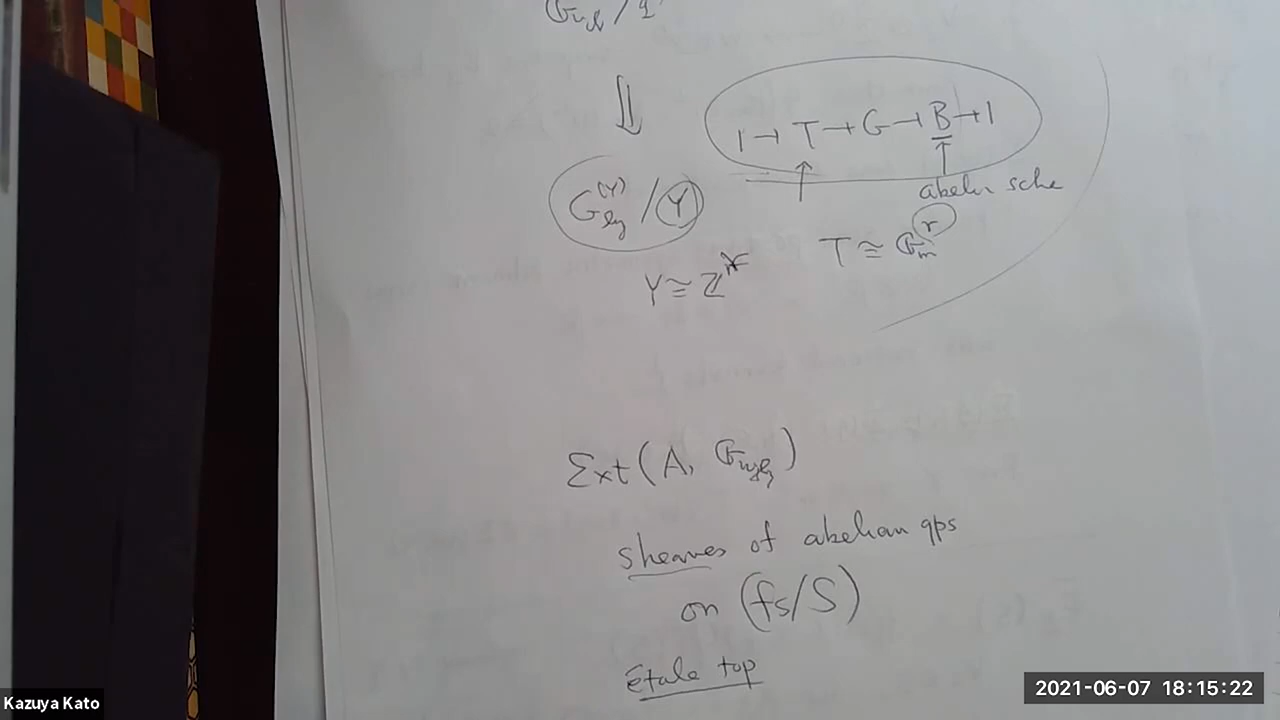 1 → T → G → B → 1
abelian sche
G_log^(Y) / Y
T ≅ G_m^r
Y ≅ Z^r
Ext(A, G_m,log)
sheaves of abelian gps
on (fs/S)
étale top
Kazuya Kato
2021-06-07 18:15:22